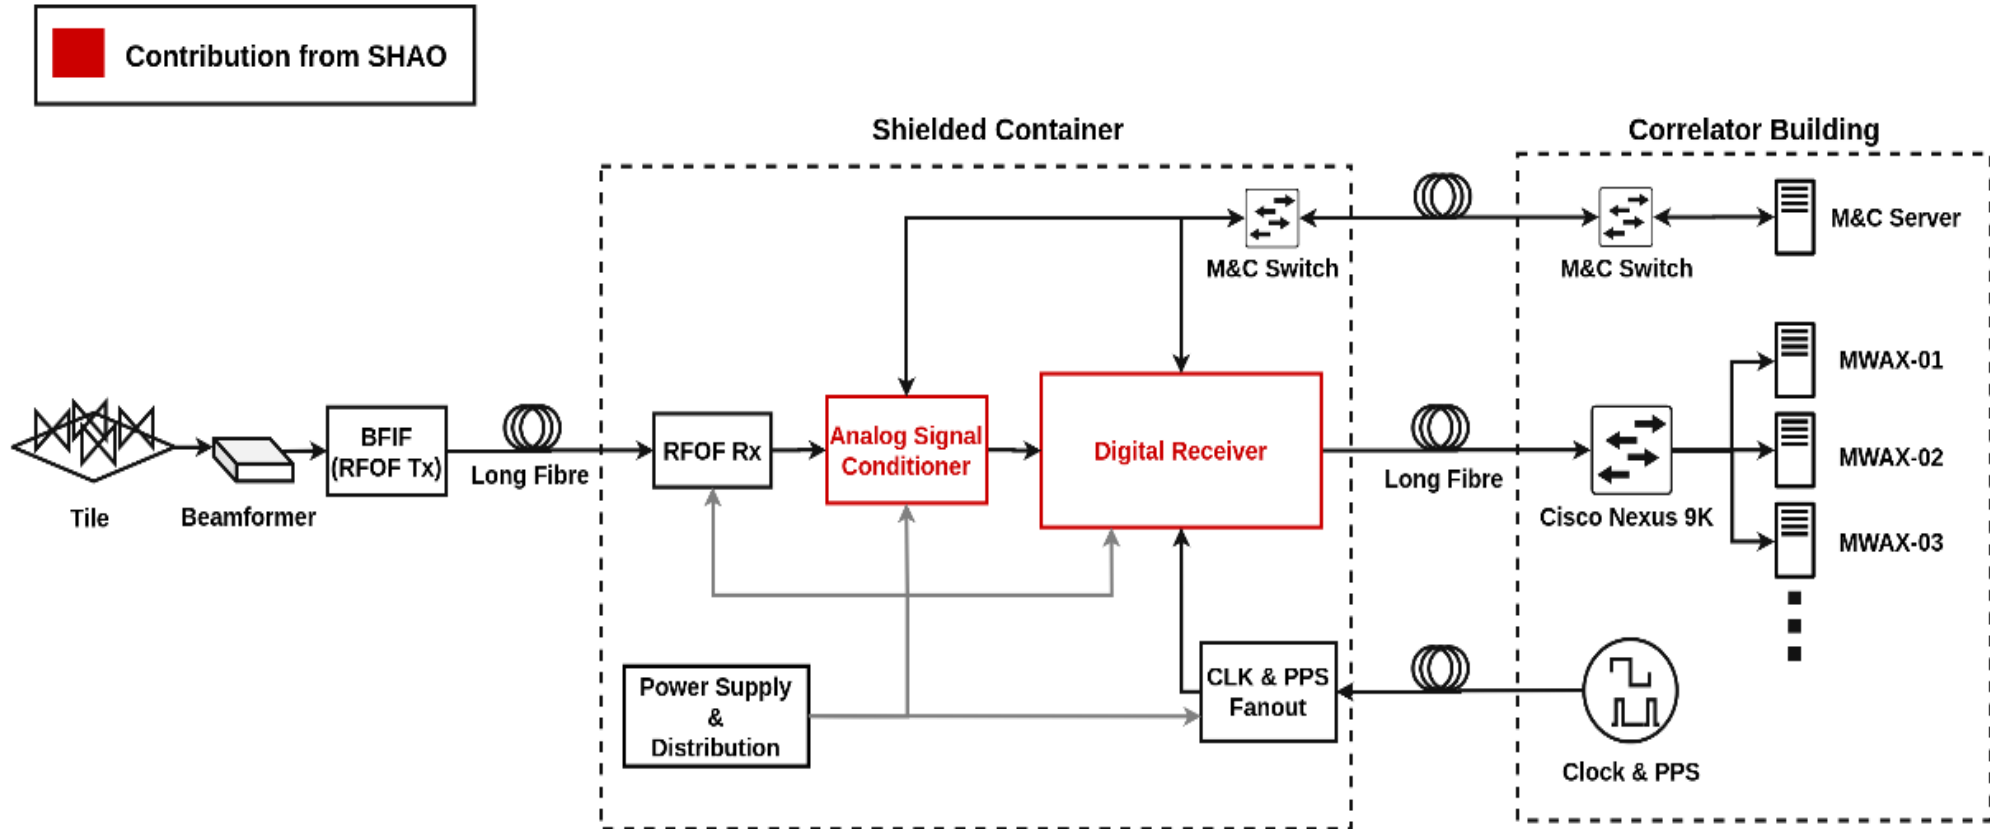 Contribution from SHAO
Shielded Container
Correlator Building
M&C Server
M&C Switch
M&C Switch
MWAX-01
BFIF
(RFOF Tx)
Long Fibre
RFOF Rx
Analog Signal
Conditioner
Digital Receiver
Long Fibre
MWAX-02
Tile
Beamformer
Cisco Nexus 9K
MWAX-03
Power Supply
&
Distribution
CLK & PPS
Fanout
Clock & PPS